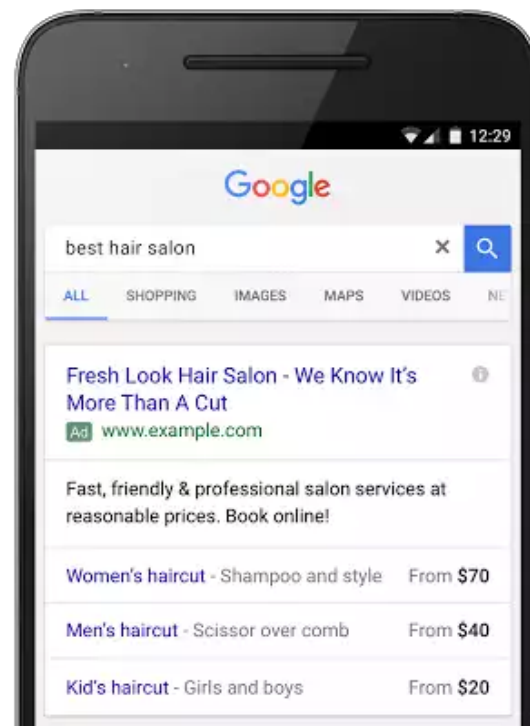 12:29
Google
best hair salon
ALL SHOPPING IMAGES MAPS VIDEOS NE
Fresh Look Hair Salon - We Know It's
More Than A Cut
Ad www.example.com
Fast, friendly & professional salon services at
reasonable prices. Book online!
Women's haircut - Shampoo and style From $70
Men's haircut - Scissor over comb From $40
Kid's haircut - Girls and boys From $20